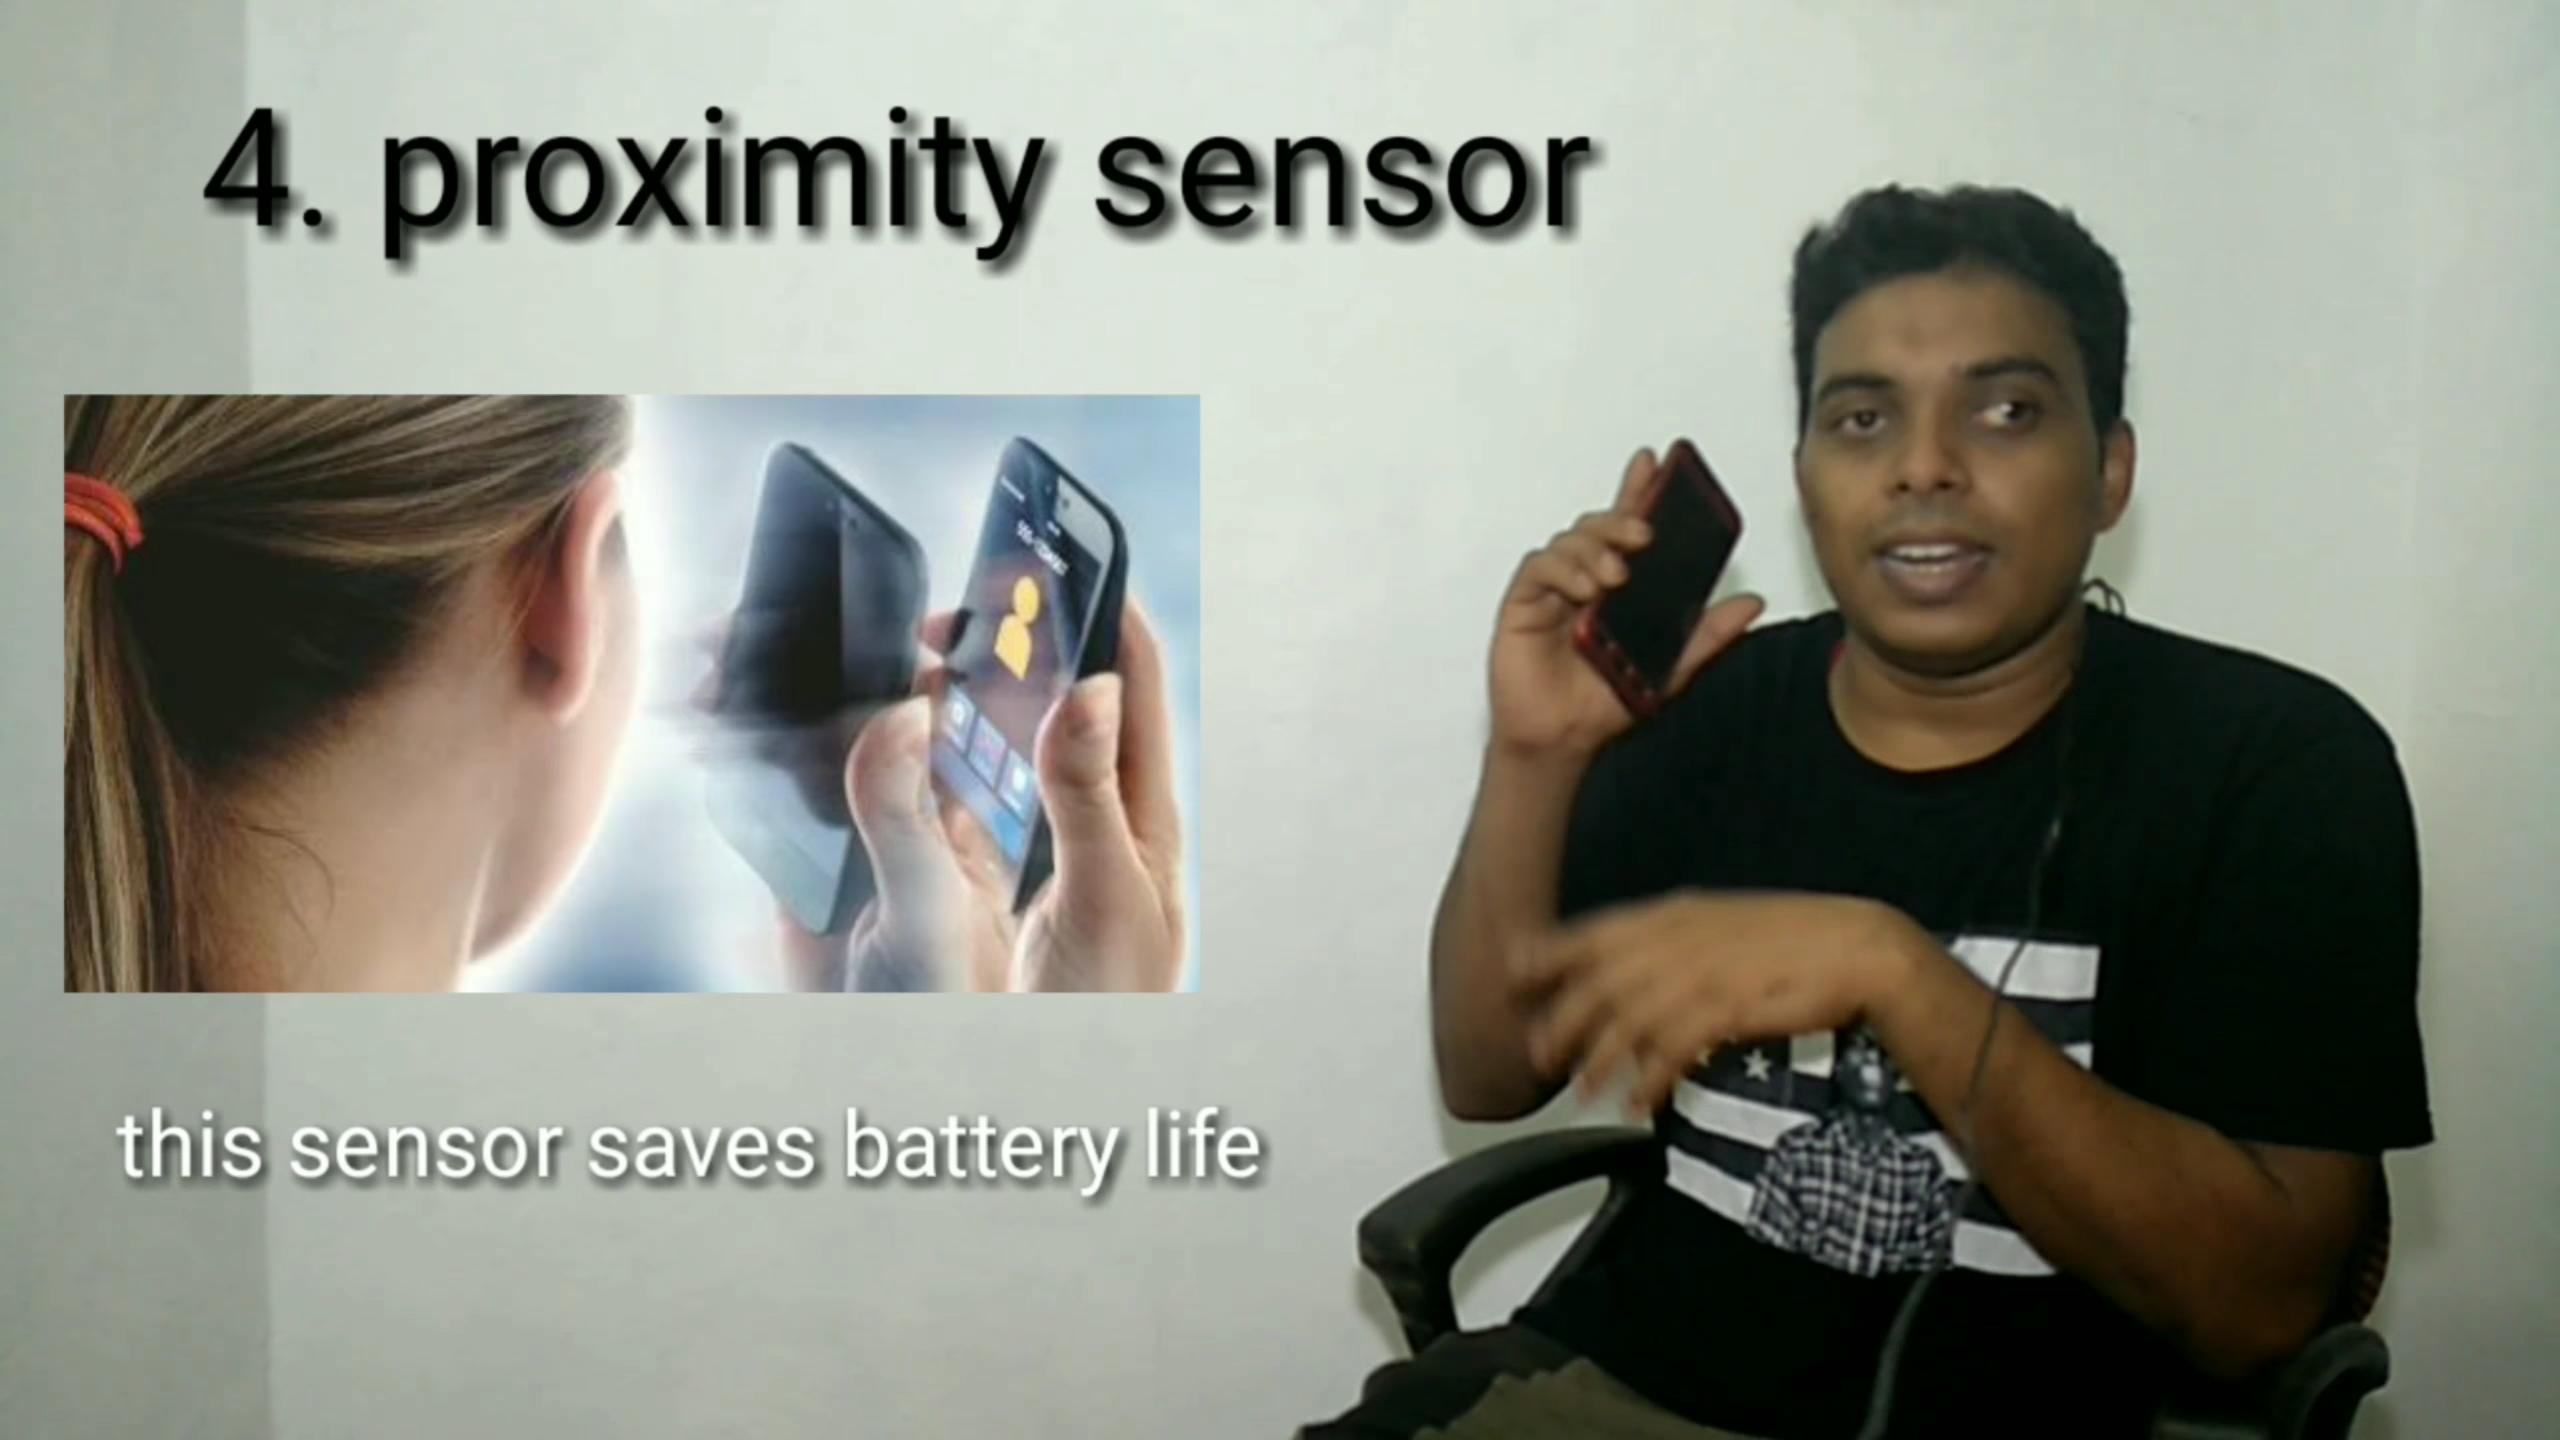 4. proximity sensor
this sensor saves battery life